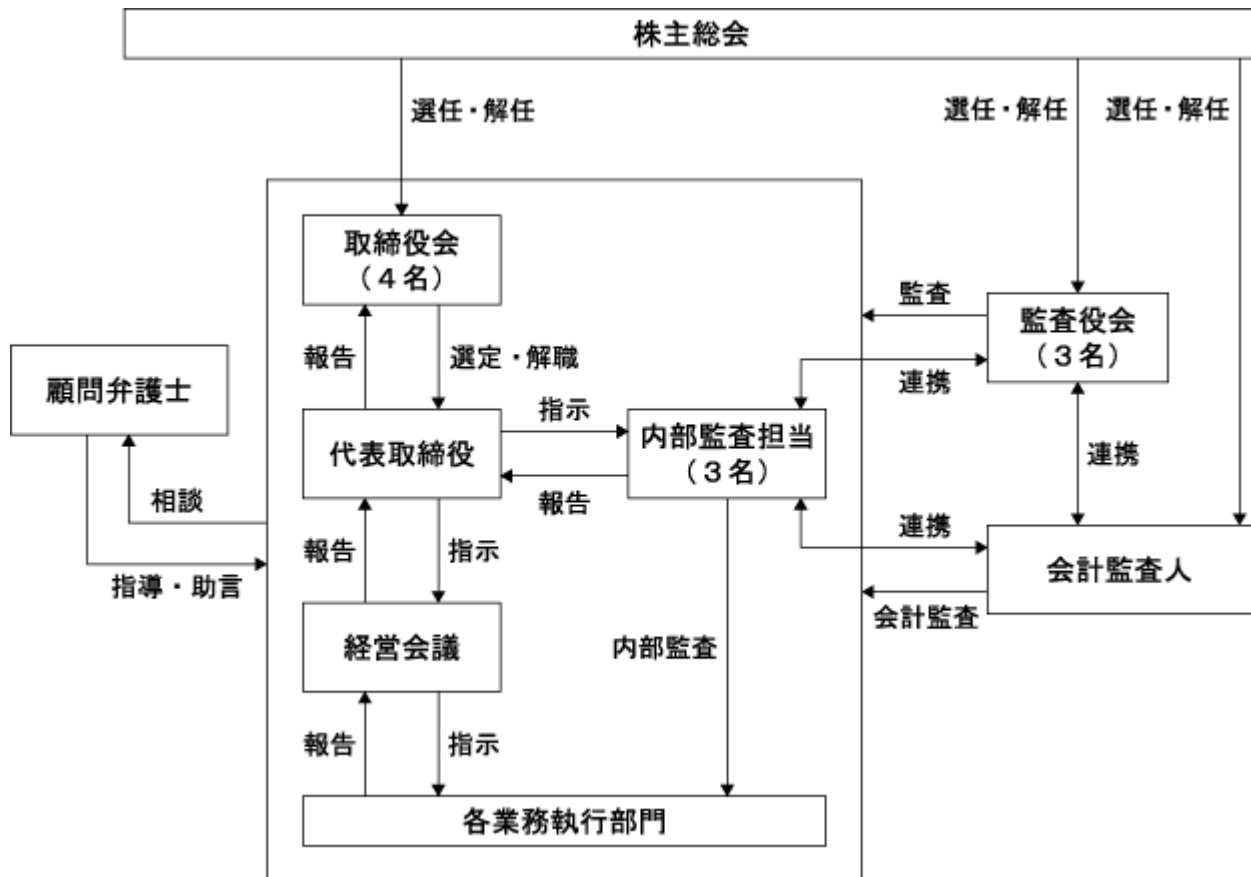 株主総会
選任・解任
選任・解任
選任・解任
取締役会
（４名）
監査
監査役会
（３名）
報告
選定・解職
連携
顧問弁護士
指示
代表取締役
内部監査担当
（３名）
連携
報告
相談
連携
報告
指示
会計監査人
指導・助言
会計監査
経営会議
内部監査
報告
指示
各業務執行部門